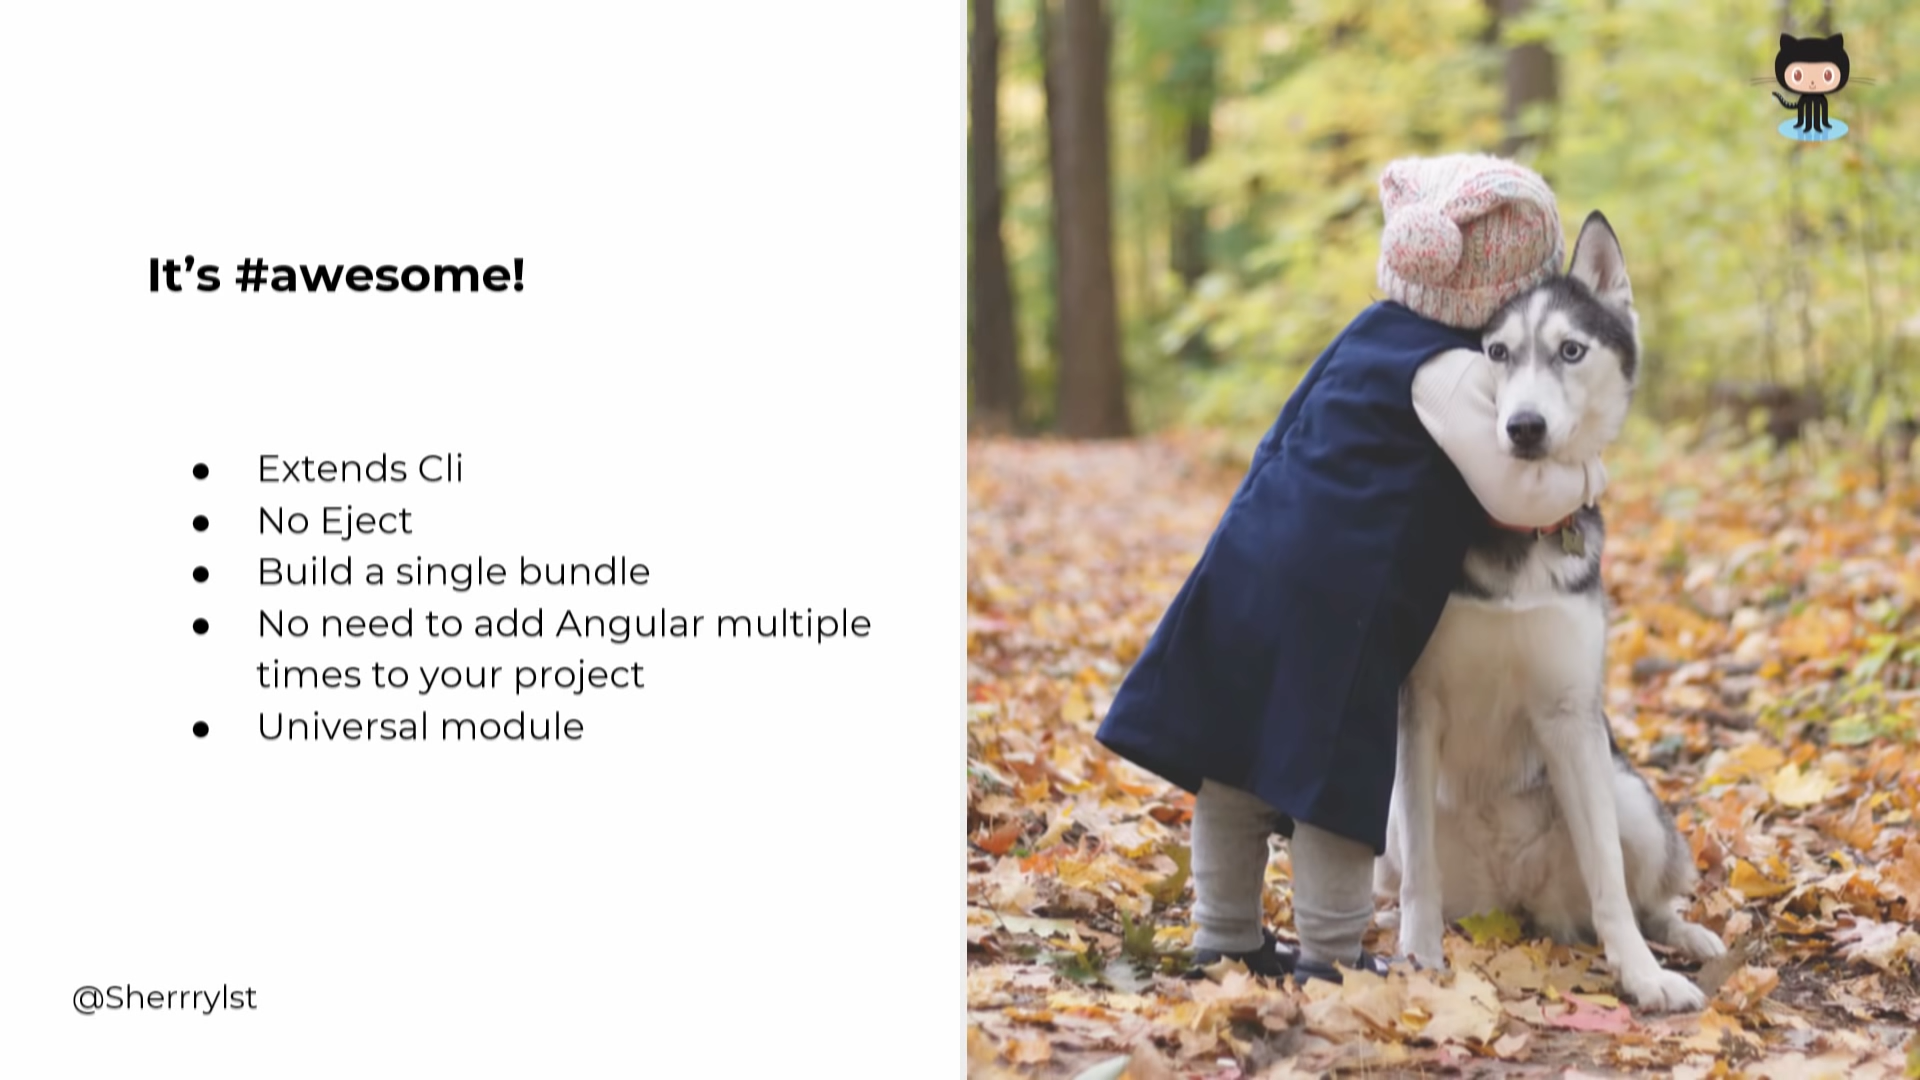 It’s #awesome!
● Extends Cli
● No Eject
● Build a single bundle
● No need to add Angular multiple
times to your project
● Universal module
@Sherrrylst